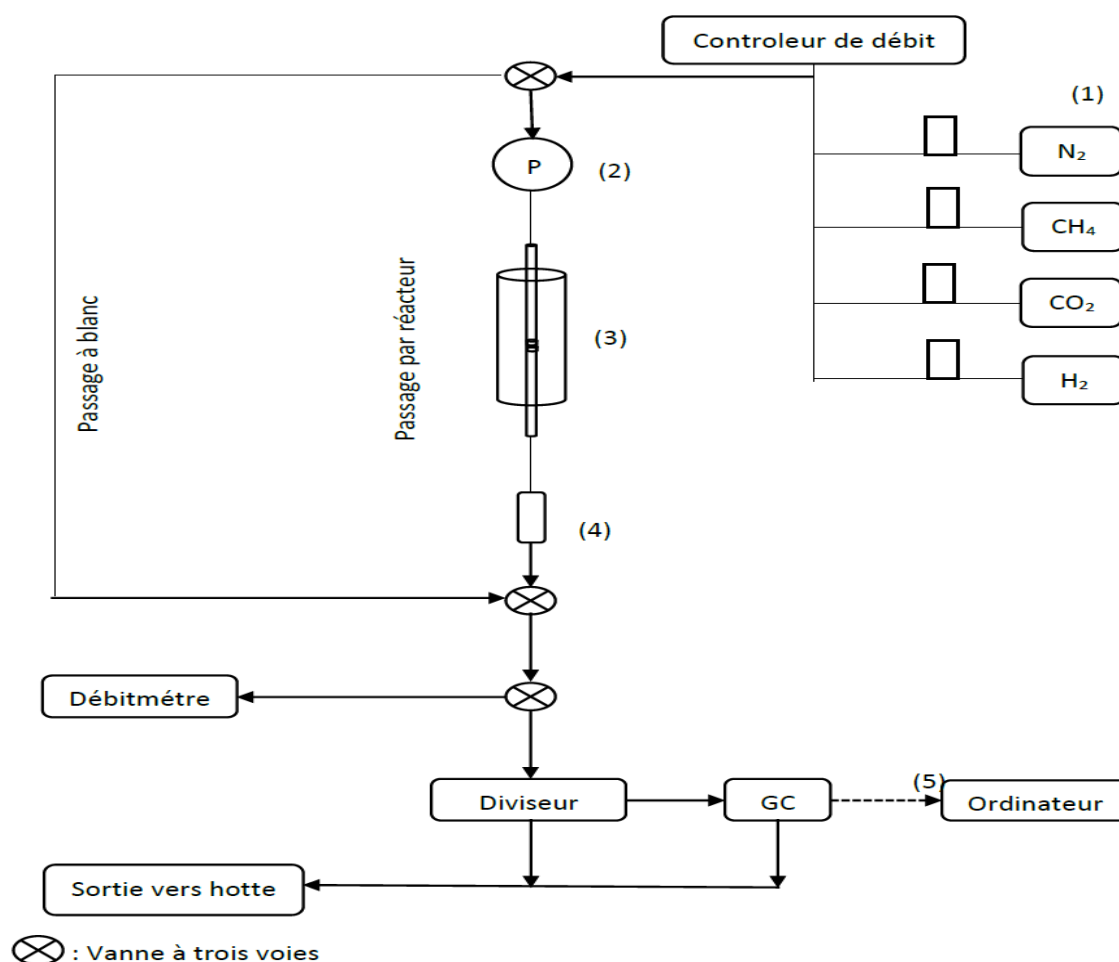 Controleur de débit
(1)
N₂
P
(2)
CH₄
Passage à blanc
Passage par réacteur
CO₂
(3)
H₂
(4)
Débitmétre
Diviseur
GC
(5)
Ordinateur
Sortie vers hotte
: Vanne à trois voies